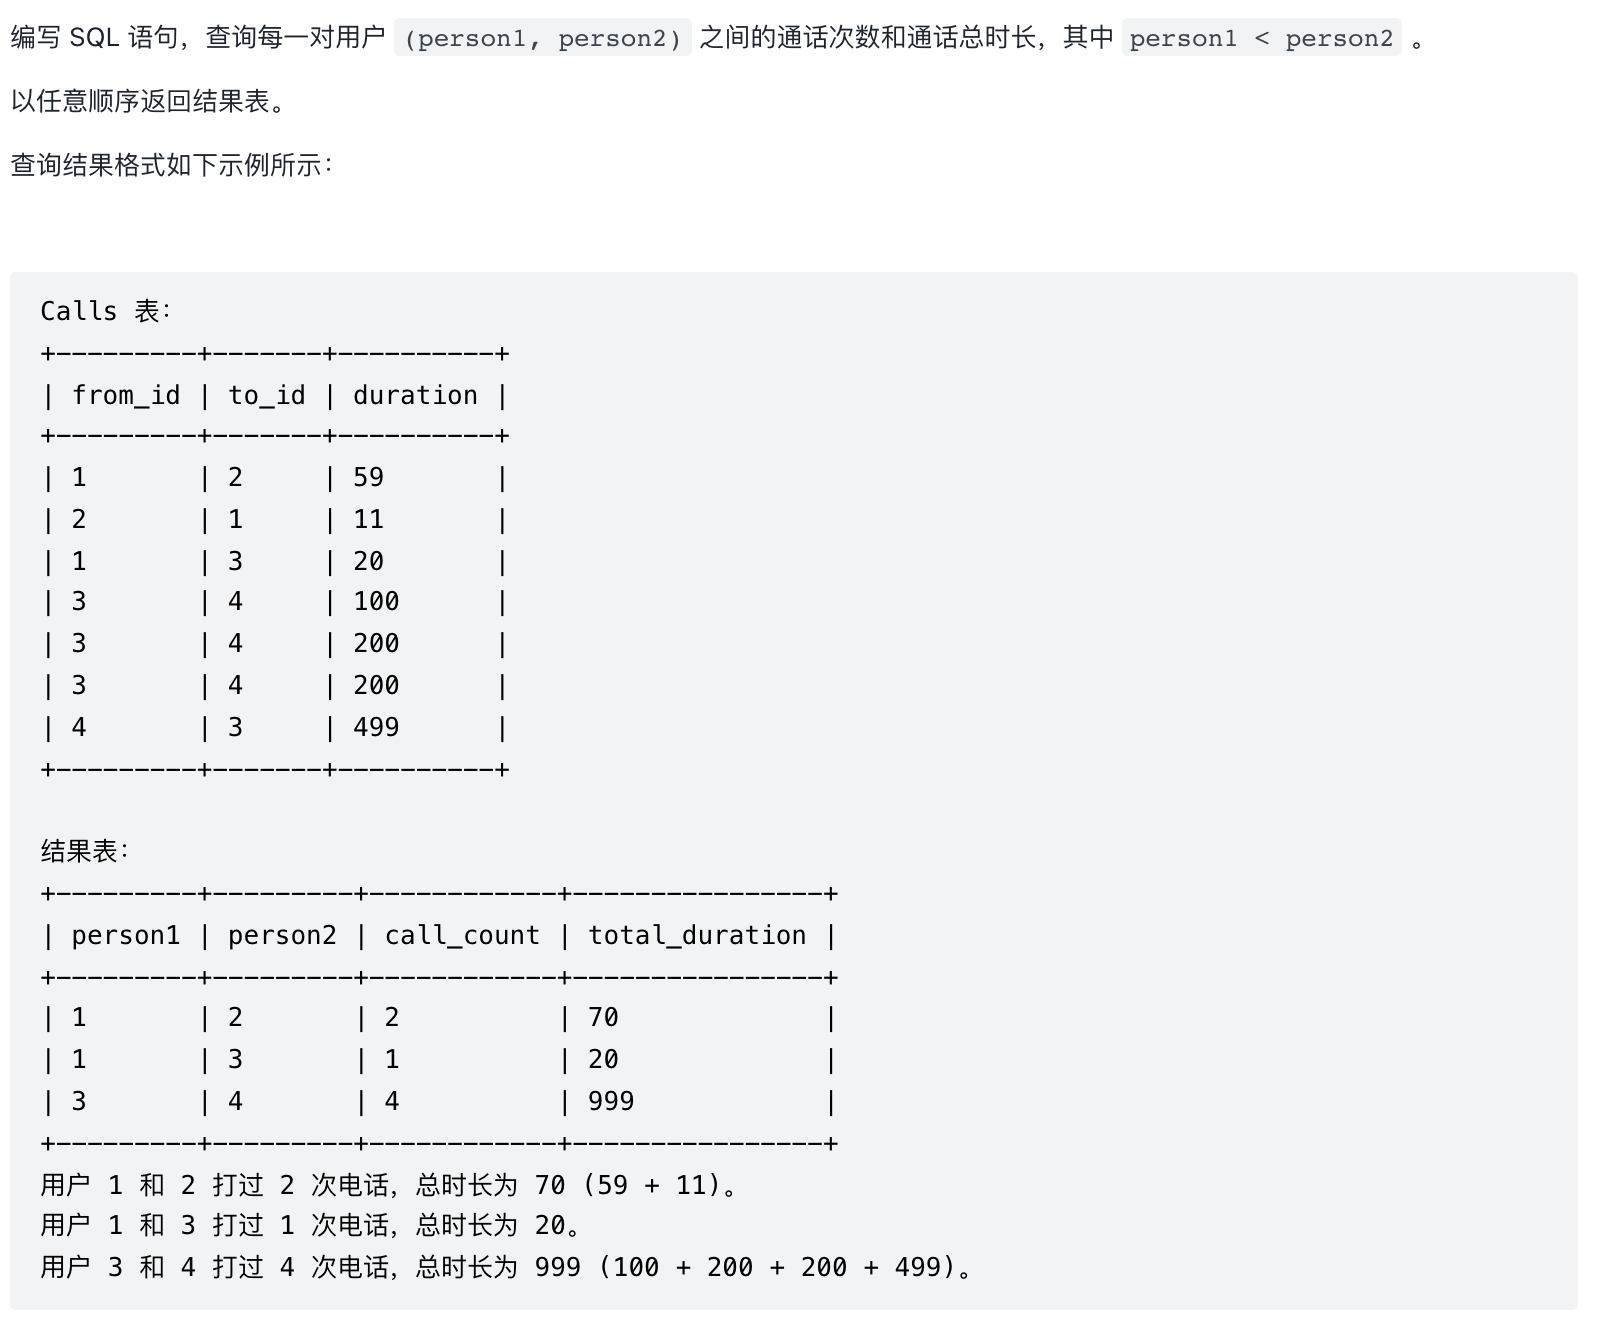 编写 SQL 语句，查询每一对用户 (person1, person2) 之间的通话次数和通话总时长，其中 person1 < person2 。
以任意顺序返回结果表。
查询结果格式如下示例所示：
Calls 表：
+---------+-------+----------+
| from_id | to_id | duration |
+---------+-------+----------+
| 1       | 2     | 59       |
| 2       | 1     | 11       |
| 1       | 3     | 20       |
| 3       | 4     | 100      |
| 3       | 4     | 200      |
| 3       | 4     | 200      |
| 4       | 3     | 499      |
+---------+-------+----------+
结果表：
+---------+---------+------------+----------------+
| person1 | person2 | call_count | total_duration |
+---------+---------+------------+----------------+
| 1       | 2       | 2          | 70             |
| 1       | 3       | 1          | 20             |
| 3       | 4       | 4          | 999            |
+---------+---------+------------+----------------+
用户 1 和 2 打过 2 次电话，总时长为 70 (59 + 11)。
用户 1 和 3 打过 1 次电话，总时长为 20。
用户 3 和 4 打过 4 次电话，总时长为 999 (100 + 200 + 200 + 499)。